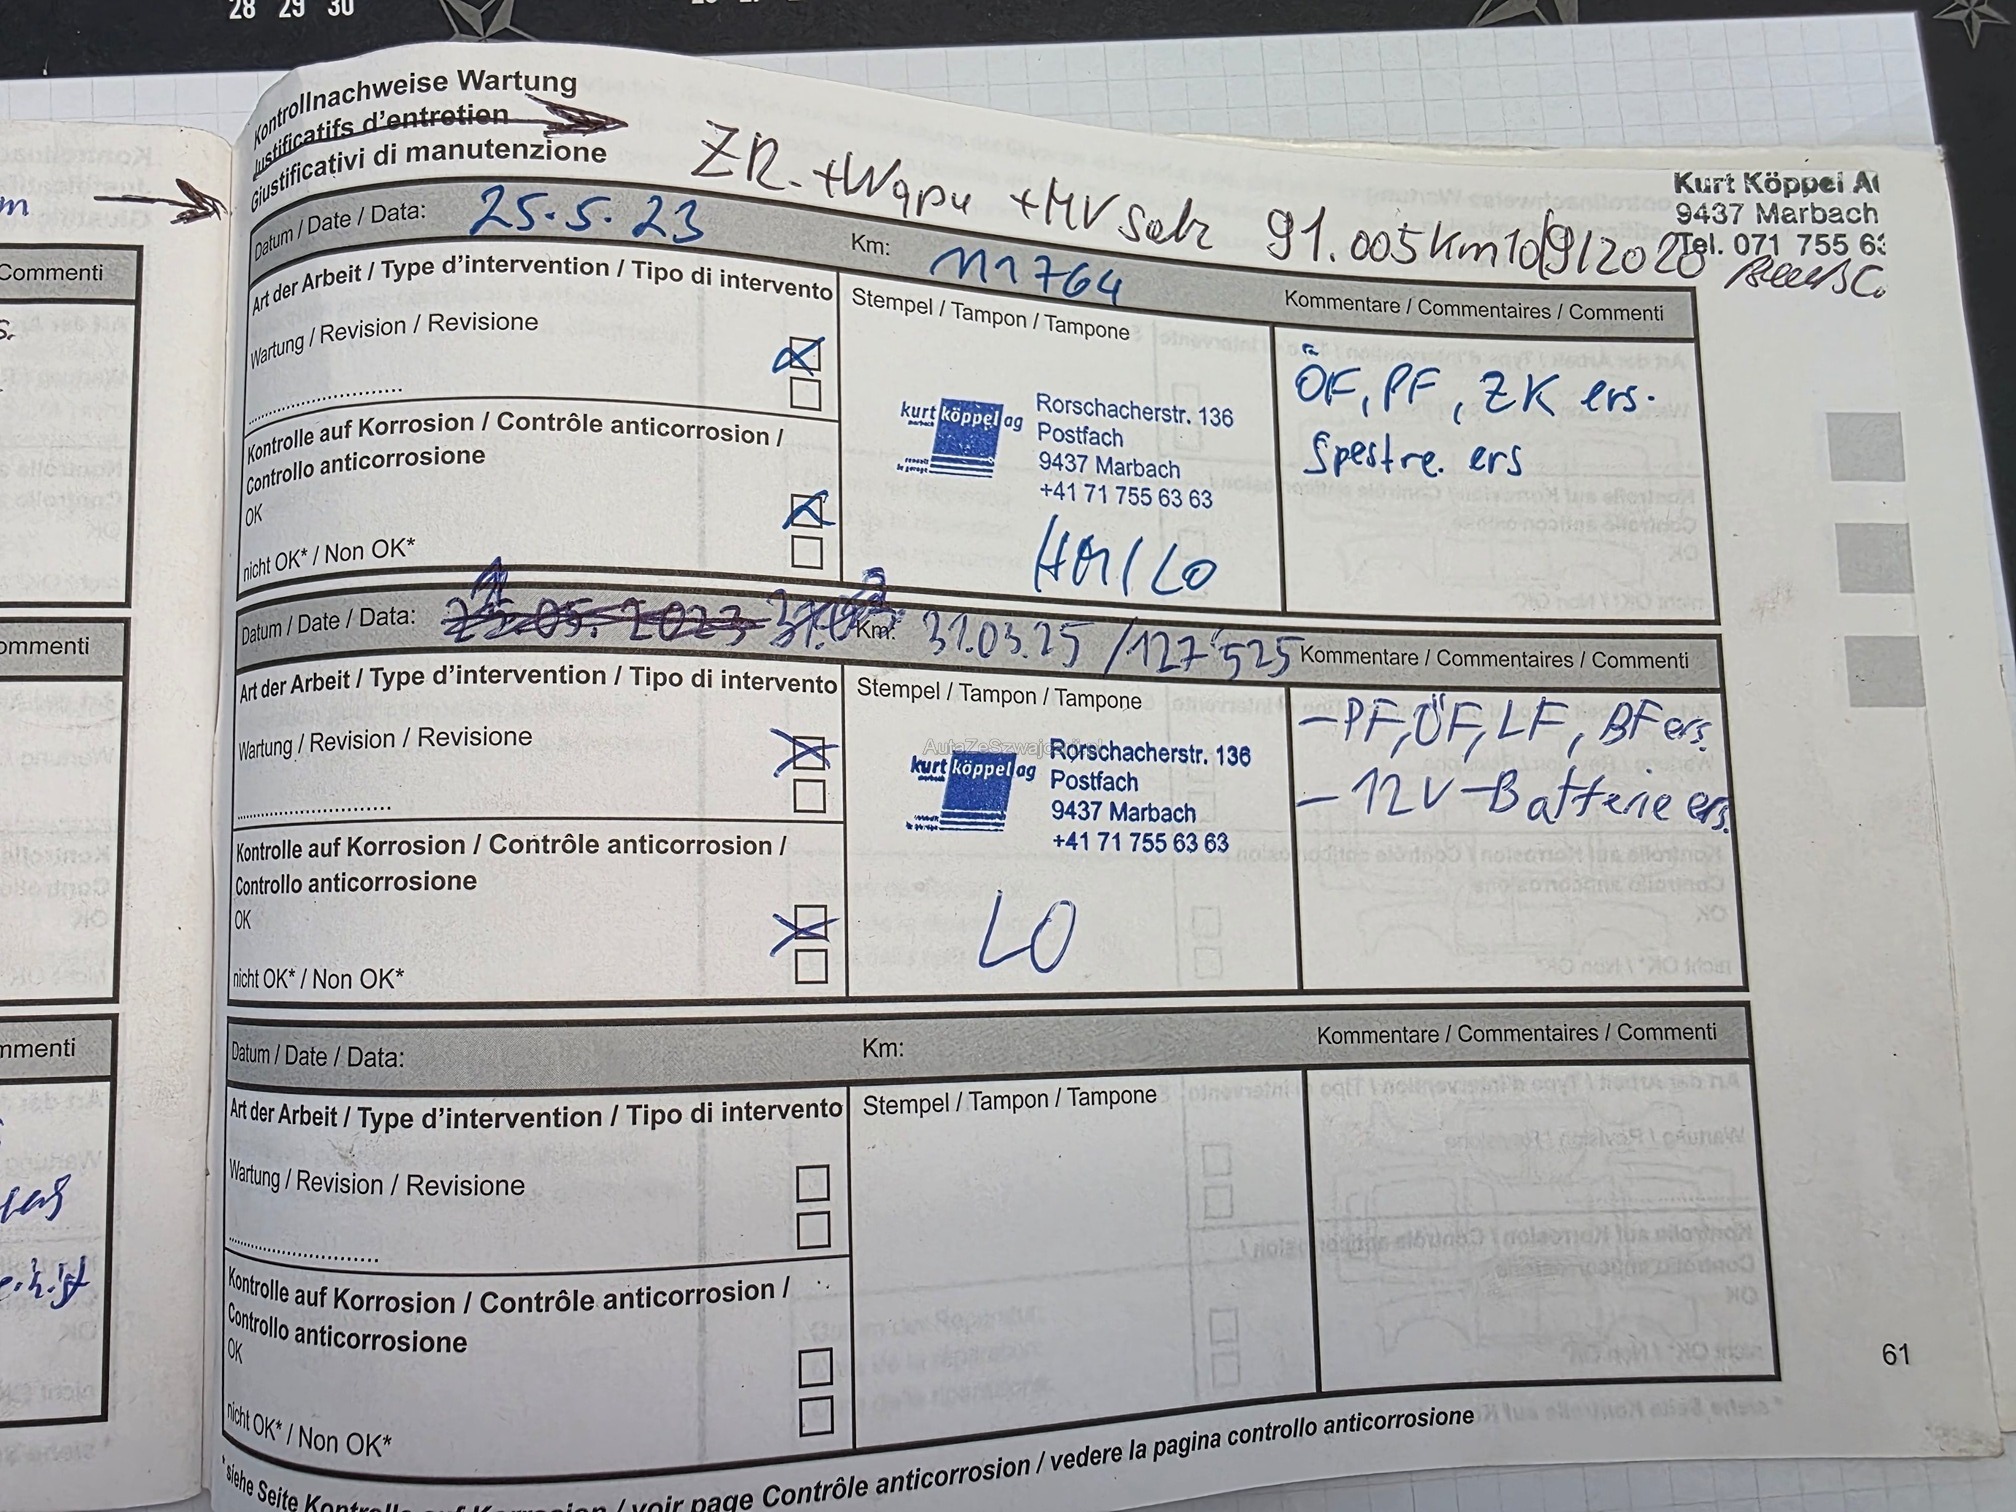 28 29 30
Kontrollnachweise Wartung
Justificatifs d'entretien
Giustificativi di manutenzione
ZR. + Wapu + HV Satz 91.005 km 10/9/2020
Kurt Köppel A
9437 Marbach
Tel. 071 755 6
Datum / Date / Data: 25.5.23 Km: 111764
Kommentare / Commentaires / Commenti
Art der Arbeit / Type d'intervention / Tipo di intervento
Stempel / Tampon / Tampone
Wartung / Revision / Revisione
ÖF, PF, ZK ers.
Spestre. ers
Kontrolle auf Korrosion / Contrôle anticorrosion /
Controllo anticorrosione
OK
nicht OK* / Non OK*
kurt köppel ag
Rorschacherstr. 136
Postfach
9437 Marbach
+41 71 755 63 63
HA/LO
Datum / Date / Data: Km: 31.03.25 / 127'525
Kommentare / Commentaires / Commenti
Art der Arbeit / Type d'intervention / Tipo di intervento
Stempel / Tampon / Tampone
Wartung / Revision / Revisione
- PF, ÖF, LF, BF ers.
- 12V-Batterie ers.
Kontrolle auf Korrosion / Contrôle anticorrosion /
Controllo anticorrosione
OK
nicht OK* / Non OK*
kurt köppel ag
Rorschacherstr. 136
Postfach
9437 Marbach
+41 71 755 63 63
LO
Datum / Date / Data: Km:
Kommentare / Commentaires / Commenti
Art der Arbeit / Type d'intervention / Tipo di intervento
Stempel / Tampon / Tampone
Wartung / Revision / Revisione
Kontrolle auf Korrosion / Contrôle anticorrosion /
Controllo anticorrosione
OK
nicht OK* / Non OK*
61
*siehe Seite Kontrolle auf Korrosion / voir page Contrôle anticorrosion / vedere la pagina controllo anticorrosione
Commenti
ommenti
mmenti